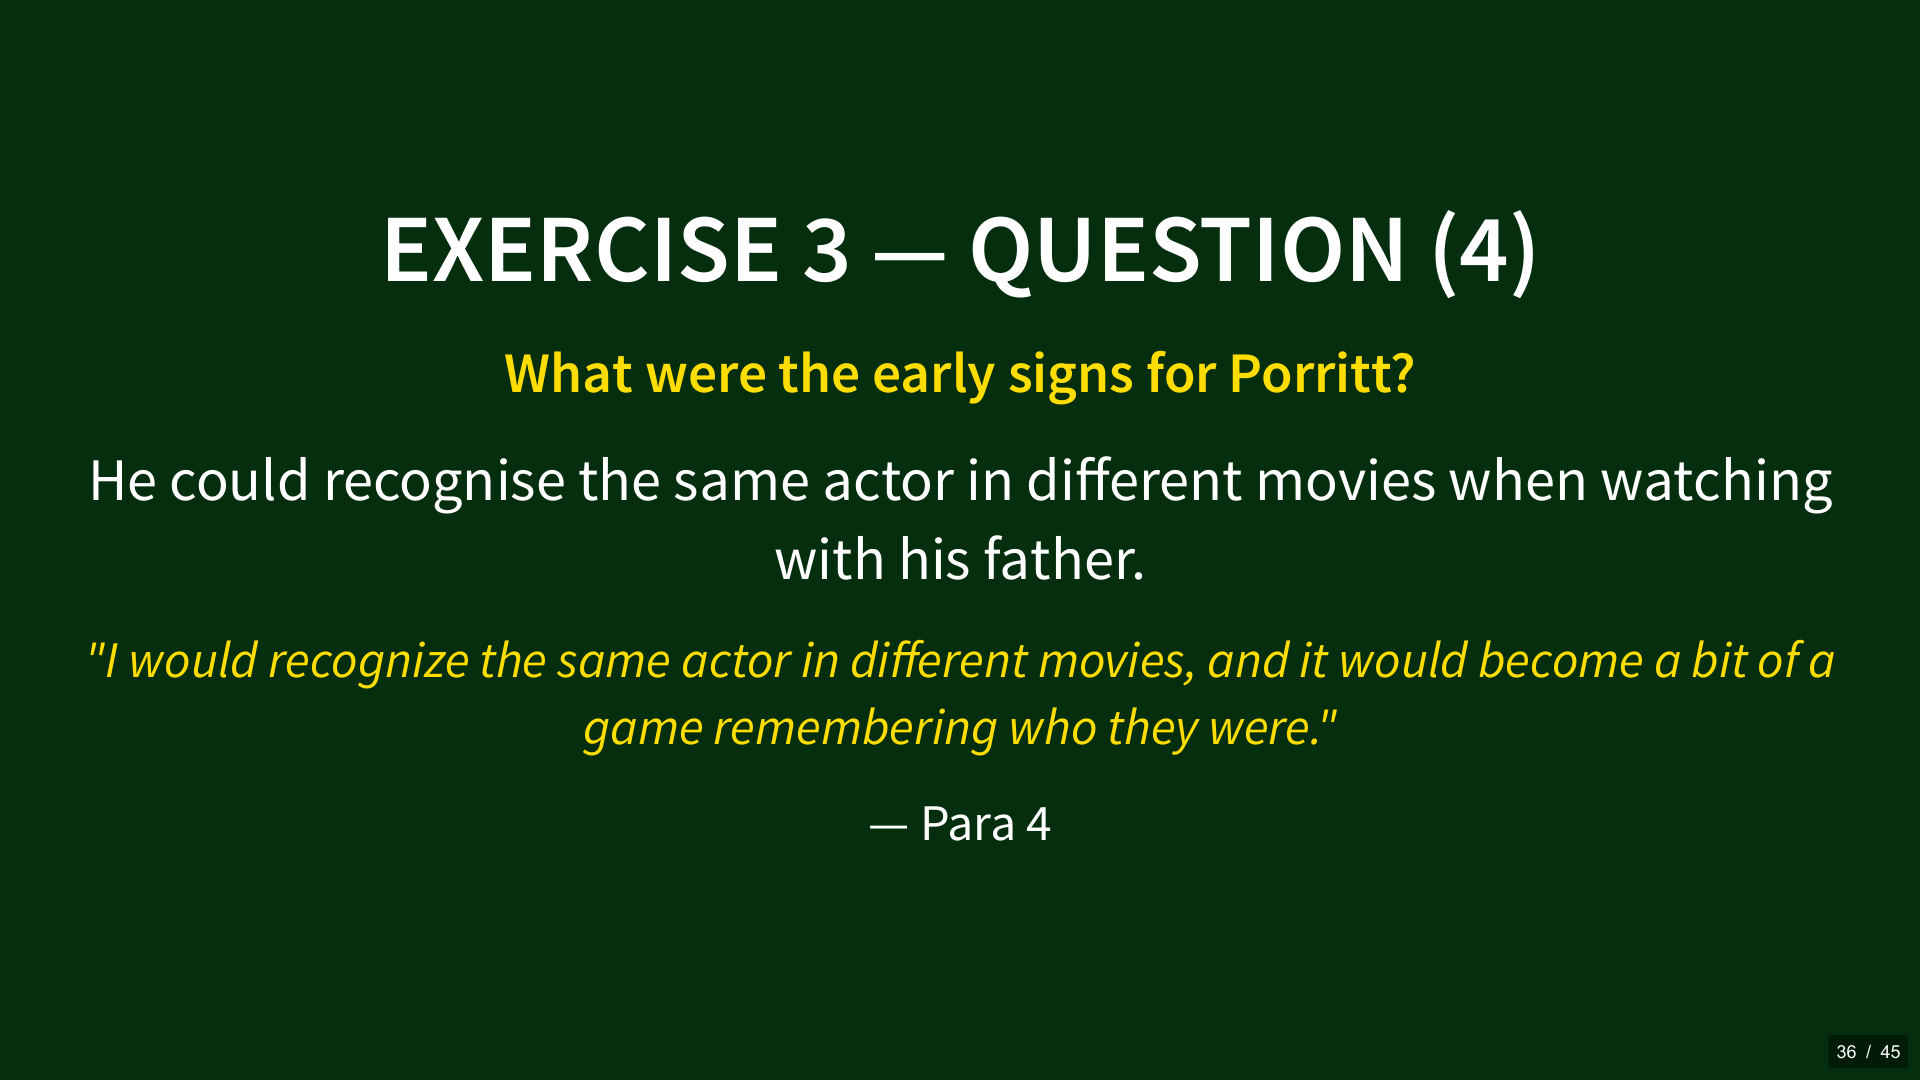 EXERCISE 3 — QUESTION (4)
What were the early signs for Porritt?
He could recognise the same actor in different movies when watching
with his father.
"I would recognize the same actor in different movies, and it would become a bit of a
game remembering who they were."
— Para 4
36 / 45